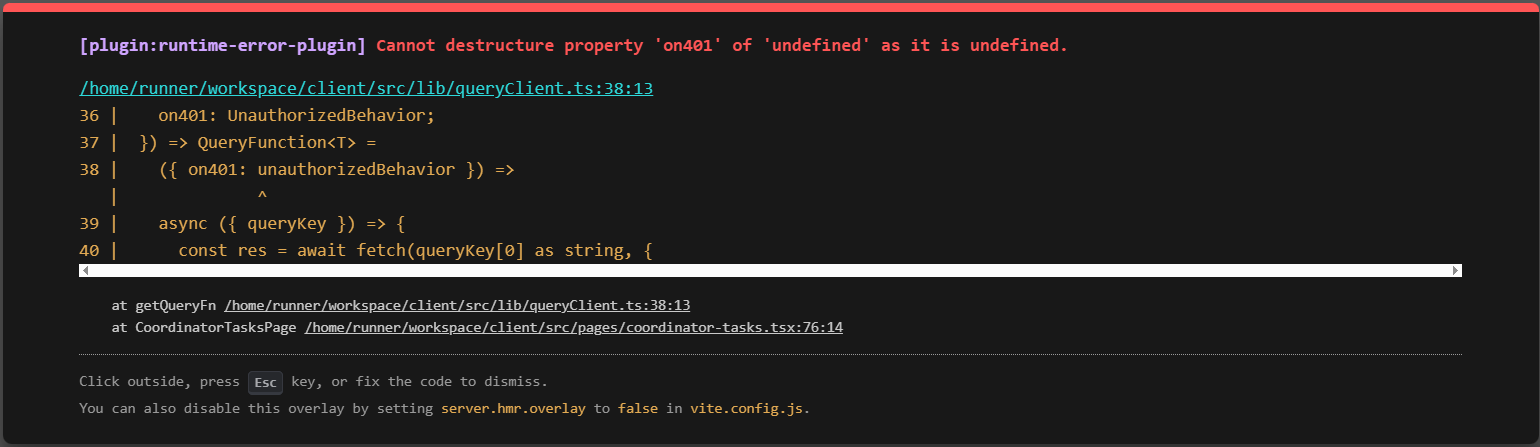 [plugin:runtime-error-plugin] Cannot destructure property 'on401' of 'undefined' as it is undefined.
/home/runner/workspace/client/src/lib/queryClient.ts:38:13
36 |    on401: UnauthorizedBehavior;
37 |  }) => QueryFunction<T> =
38 |    ({ on401: unauthorizedBehavior }) =>
   |              ^
39 |    async ({ queryKey }) => {
40 |      const res = await fetch(queryKey[0] as string, {
at getQueryFn /home/runner/workspace/client/src/lib/queryClient.ts:38:13
at CoordinatorTasksPage /home/runner/workspace/client/src/pages/coordinator-tasks.tsx:76:14
Click outside, press Esc key, or fix the code to dismiss.
You can also disable this overlay by setting server.hmr.overlay to false in vite.config.js.